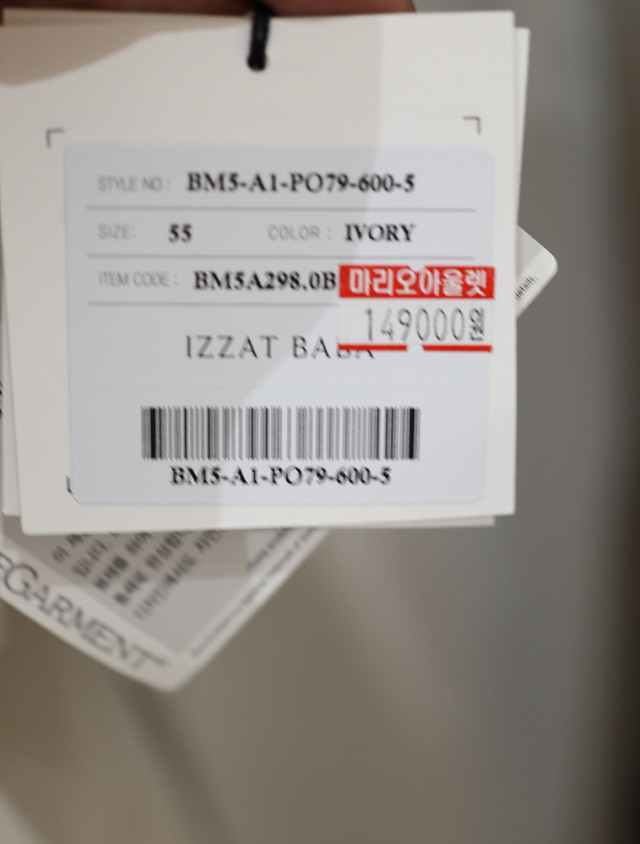 STYLE NO : BM5-A1-PO79-600-5
SIZE: 55 COLOR : IVORY
ITEM CODE : BM5A298.0B
마리오아울렛
149000원
IZZAT BABA
BM5-A1-PO79-600-5
GARMENT
details.